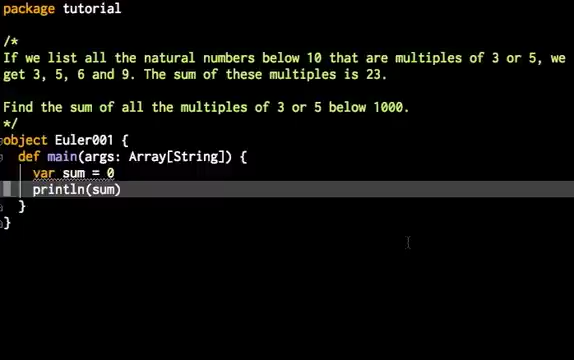 package tutorial
/*
If we list all the natural numbers below 10 that are multiples of 3 or 5, we
get 3, 5, 6 and 9. The sum of these multiples is 23.
Find the sum of all the multiples of 3 or 5 below 1000.
*/
object Euler001 {
def main(args: Array[String]) {
var sum = 0
println(sum)
}
}